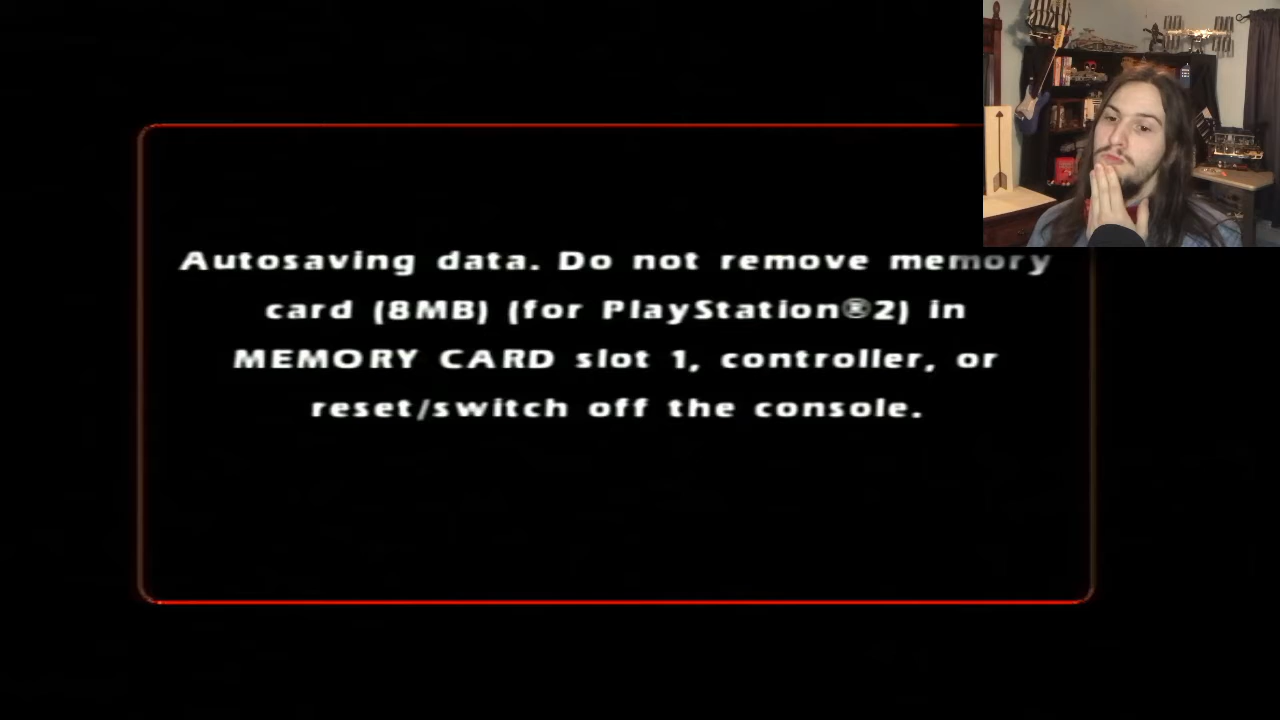 Autosaving data. Do not remove memory
card (8MB) (for PlayStation®2) in
MEMORY CARD slot 1, controller, or
reset/switch off the console.